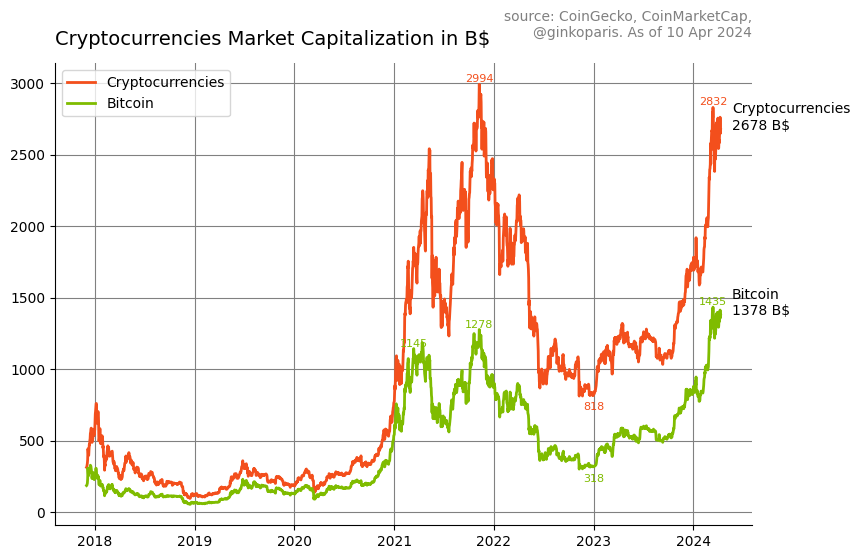 source: CoinGecko, CoinMarketCap,
@ginkoparis. As of 10 Apr 2024
Cryptocurrencies Market Capitalization in B$
Cryptocurrencies
Bitcoin
3000
2500
2000
1500
1000
500
0
2994
2832
Cryptocurrencies
2678 B$
Bitcoin
1378 B$
1435
1278
1145
818
318
2018 2019 2020 2021 2022 2023 2024